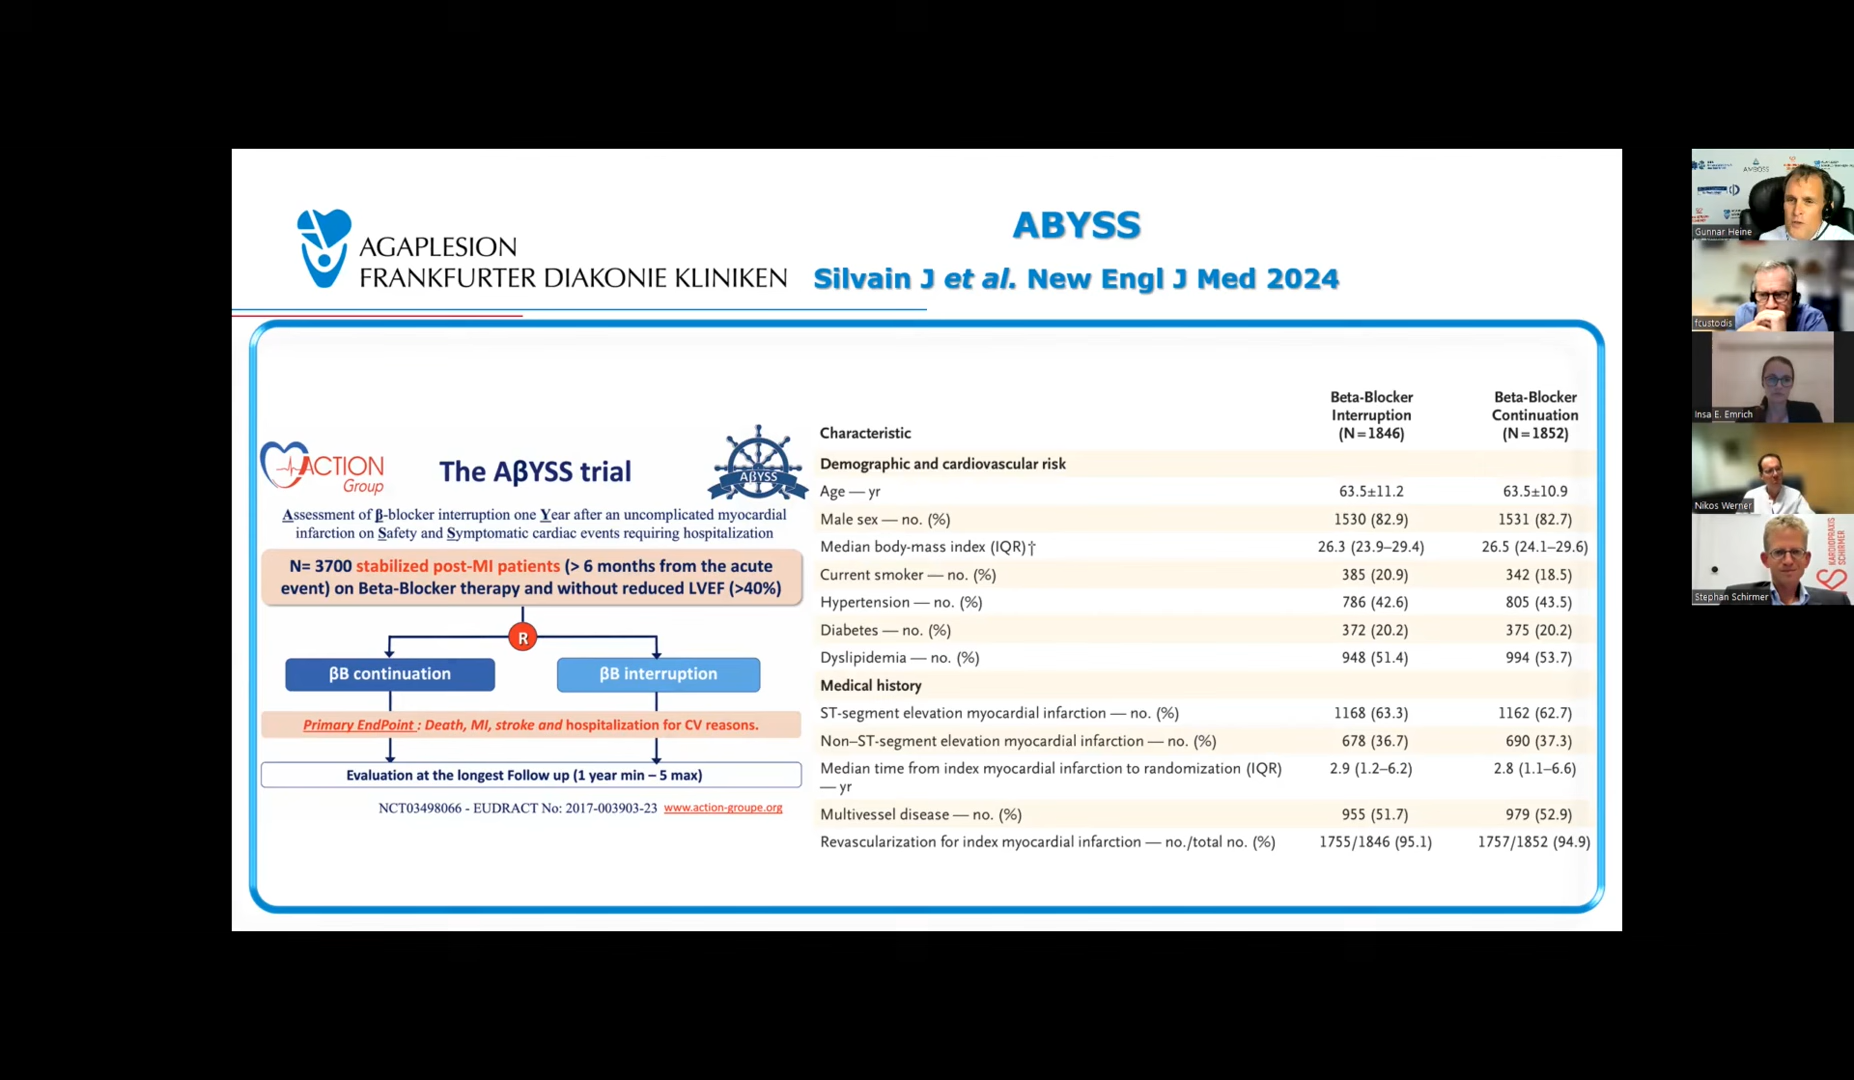 AGAPLESION
FRANKFURTER DIAKONIE KLINIKEN
ABYSS
Silvain J et al. New Engl J Med 2024
ACTION
Group
The AβYSS trial
AβYSS
Assessment of β-blocker interruption one Year after an uncomplicated myocardial
infarction on Safety and Symptomatic cardiac events requiring hospitalization
N= 3700 stabilized post-MI patients (> 6 months from the acute
event) on Beta-Blocker therapy and without reduced LVEF (>40%)
R
βB continuation βB interruption
Primary EndPoint : Death, MI, stroke and hospitalization for CV reasons.
Evaluation at the longest Follow up (1 year min – 5 max)
NCT03498066 - EUDRACT No: 2017-003903-23 www.action-groupe.org
Characteristic
Beta-Blocker
Interruption
(N=1846)
Beta-Blocker
Continuation
(N=1852)
Demographic and cardiovascular risk
Age — yr 63.5±11.2 63.5±10.9
Male sex — no. (%) 1530 (82.9) 1531 (82.7)
Median body-mass index (IQR)† 26.3 (23.9–29.4) 26.5 (24.1–29.6)
Current smoker — no. (%) 385 (20.9) 342 (18.5)
Hypertension — no. (%) 786 (42.6) 805 (43.5)
Diabetes — no. (%) 372 (20.2) 375 (20.2)
Dyslipidemia — no. (%) 948 (51.4) 994 (53.7)
Medical history
ST-segment elevation myocardial infarction — no. (%) 1168 (63.3) 1162 (62.7)
Non–ST-segment elevation myocardial infarction — no. (%) 678 (36.7) 690 (37.3)
Median time from index myocardial infarction to randomization (IQR) 2.9 (1.2–6.2) 2.8 (1.1–6.6)
— yr
Multivessel disease — no. (%) 955 (51.7) 979 (52.9)
Revascularization for index myocardial infarction — no./total no. (%) 1755/1846 (95.1) 1757/1852 (94.9)
AMBOSS
Gunnar Heine
fcustodis
Insa E. Emrich
Nikos Werner
KARDIOPRAXIS
SCHIRMER
Stephan Schirmer